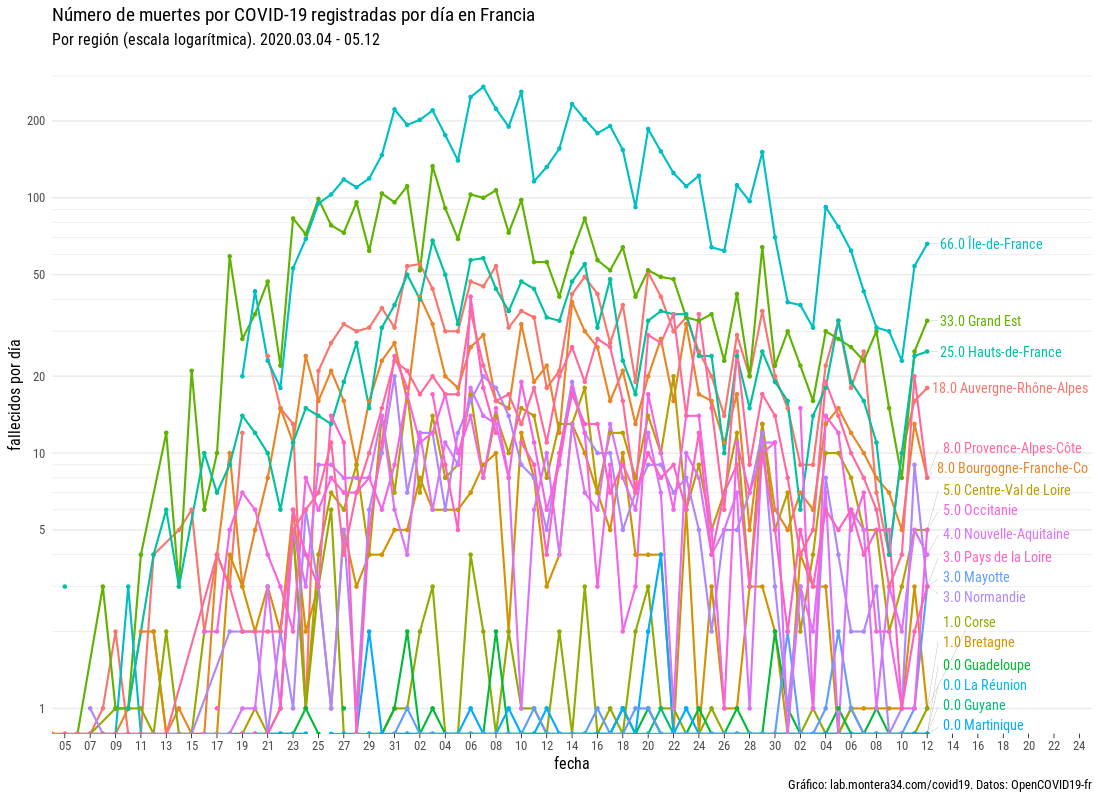 Número de muertes por COVID-19 registradas por día en Francia
Por región (escala logarítmica). 2020.03.04 - 05.12
fallecidos por día
200
100
50
20
10
5
1
66.0 Île-de-France
33.0 Grand Est
25.0 Hauts-de-France
18.0 Auvergne-Rhône-Alpes
8.0 Provence-Alpes-Côte
8.0 Bourgogne-Franche-Co
5.0 Centre-Val de Loire
5.0 Occitanie
4.0 Nouvelle-Aquitaine
3.0 Pays de la Loire
3.0 Mayotte
3.0 Normandie
1.0 Corse
1.0 Bretagne
0.0 Guadeloupe
0.0 La Réunion
0.0 Guyane
0.0 Martinique
05 07 09 11 13 15 17 19 21 23 25 27 29 31 02 04 06 08 10 12 14 16 18 20 22 24 26 28 30 02 04 06 08 10 12 14 16 18 20 22 24
fecha
Gráfico: lab.montera34.com/covid19. Datos: OpenCOVID19-fr